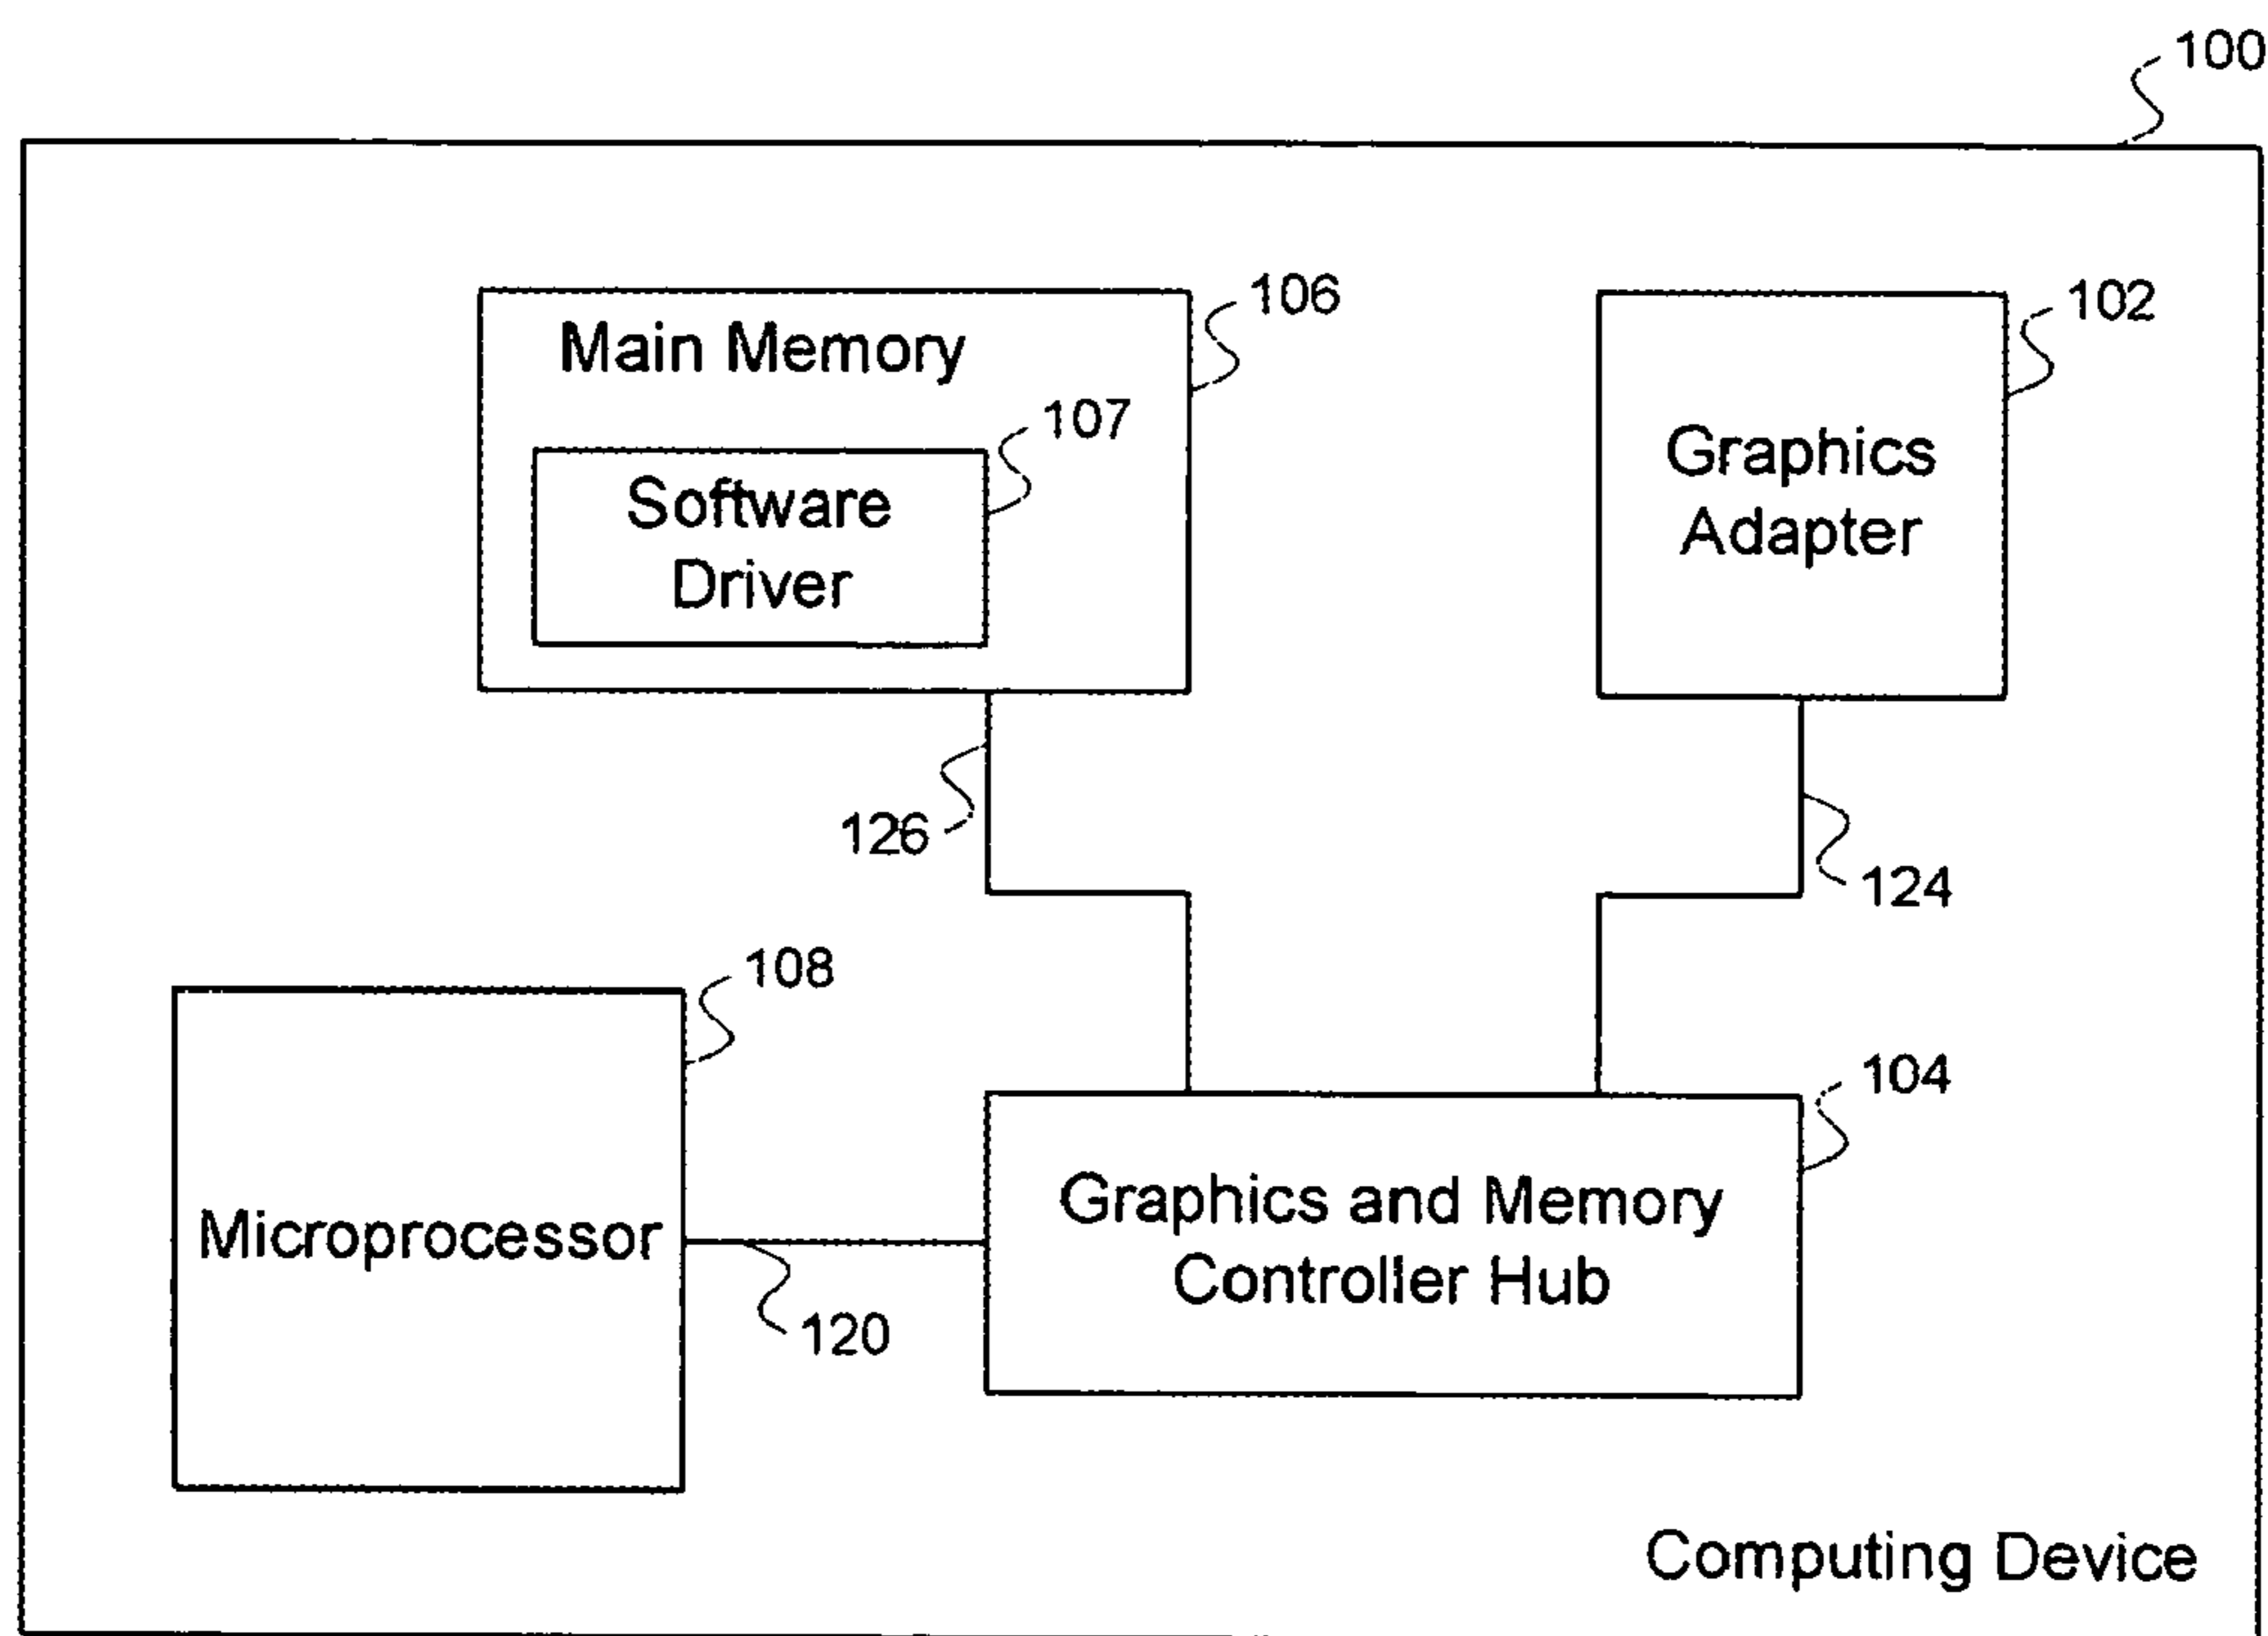 100
106
102
Main Memory
107
Graphics
Adapter
Software
Driver
126
124
108
104
Microprocessor
Graphics and Memory
Controller Hub
120
Computing Device